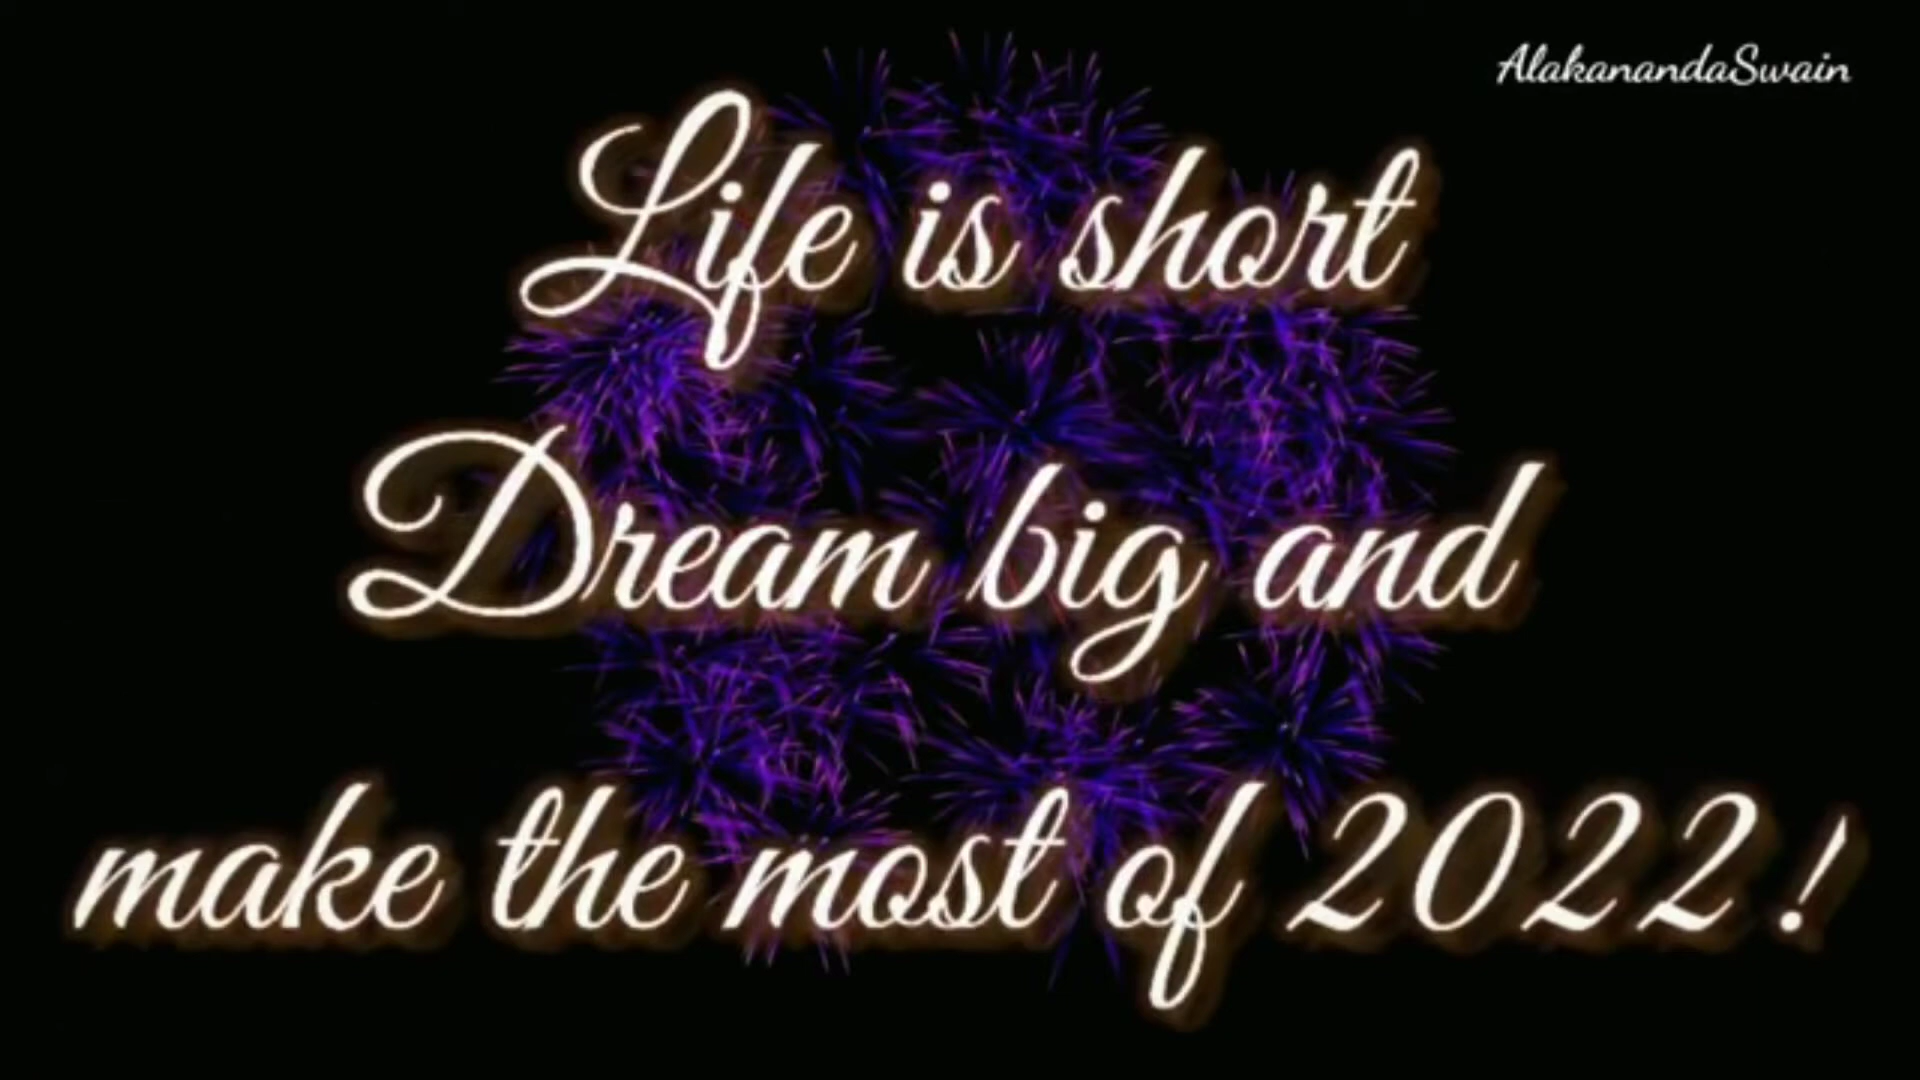 AlakanandaSwain
Life is short
Dream big and
make the most of 2022!